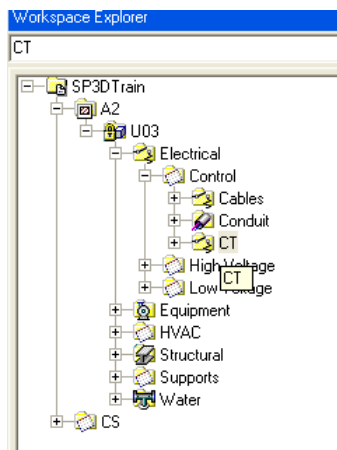 Workspace Explorer
CT
SP3DTrain
A2
U03
Electrical
Control
Cables
Conduit
CT
High Voltage
CT
Low Voltage
Equipment
HVAC
Structural
Supports
Water
CS